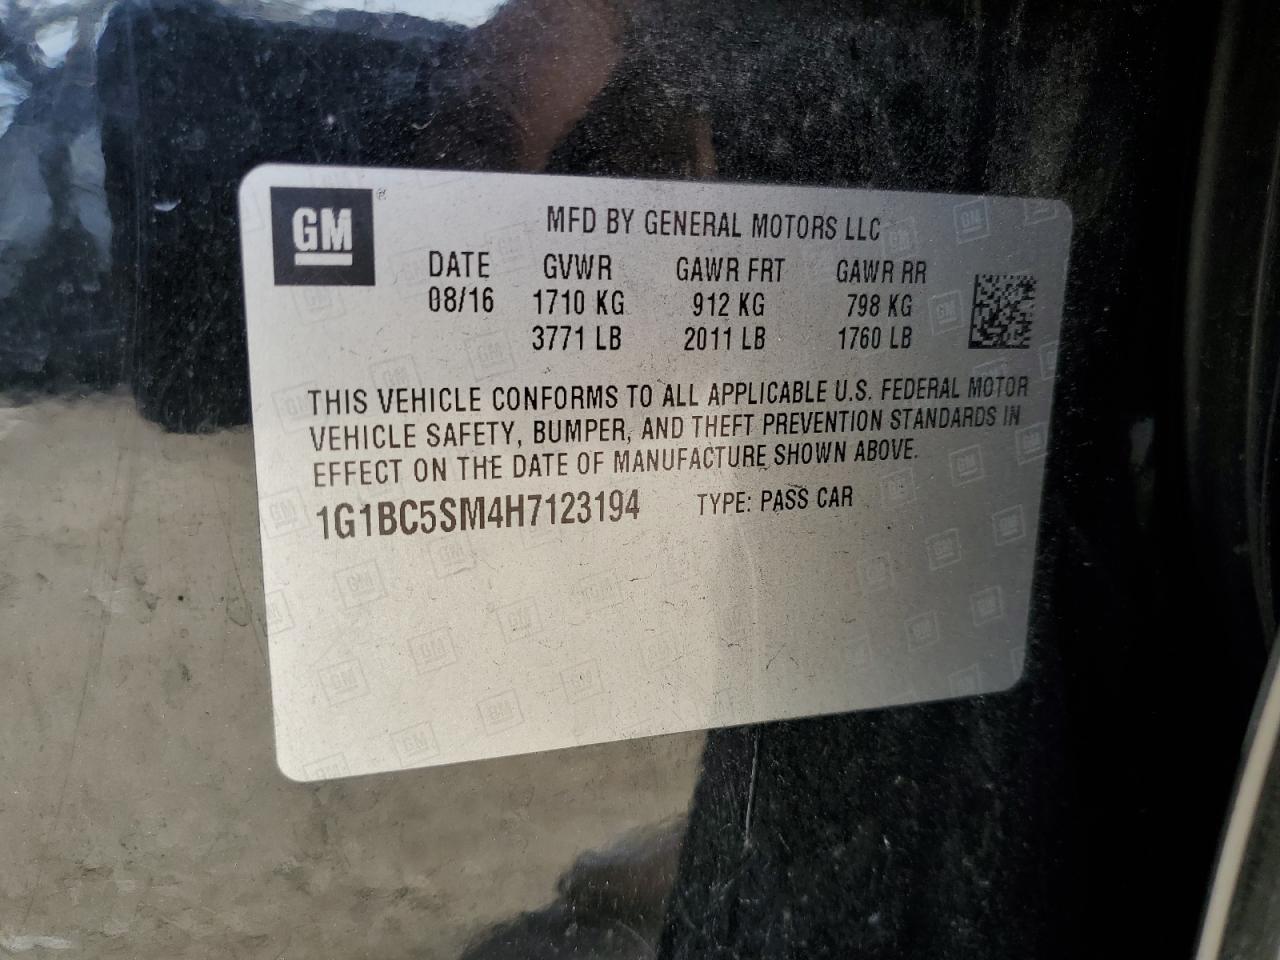 GM ®
MFD BY GENERAL MOTORS LLC
DATE GVWR GAWR FRT GAWR RR
08/16 1710 KG 912 KG 798 KG
3771 LB 2011 LB 1760 LB
THIS VEHICLE CONFORMS TO ALL APPLICABLE U.S. FEDERAL MOTOR
VEHICLE SAFETY, BUMPER, AND THEFT PREVENTION STANDARDS IN
EFFECT ON THE DATE OF MANUFACTURE SHOWN ABOVE.
1G1BC5SM4H7123194 TYPE: PASS CAR